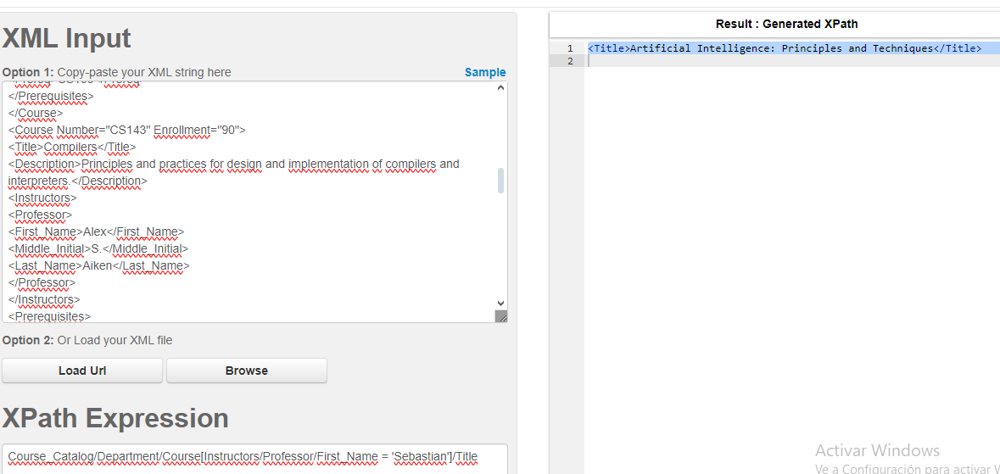 XML Input
Option 1: Copy-paste your XML string here
Sample
</Prerequisites>
</Course>
<Course Number="CS143" Enrollment="90">
<Title>Compilers</Title>
<Description>Principles and practices for design and implementation of compilers and
interpreters.</Description>
<Instructors>
<Professor>
<First_Name>Alex</First_Name>
<Middle_Initial>S.</Middle_Initial>
<Last_Name>Aiken</Last_Name>
</Professor>
</Instructors>
<Prerequisites>
Option 2: Or Load your XML file
Load Url
Browse
XPath Expression
Course_Catalog/Department/Course[Instructors/Professor/First_Name = 'Sebastian']/Title
Result : Generated XPath
1 <Title>Artificial Intelligence: Principles and Techniques</Title>
2
Activar Windows
Ve a Configuración para activar